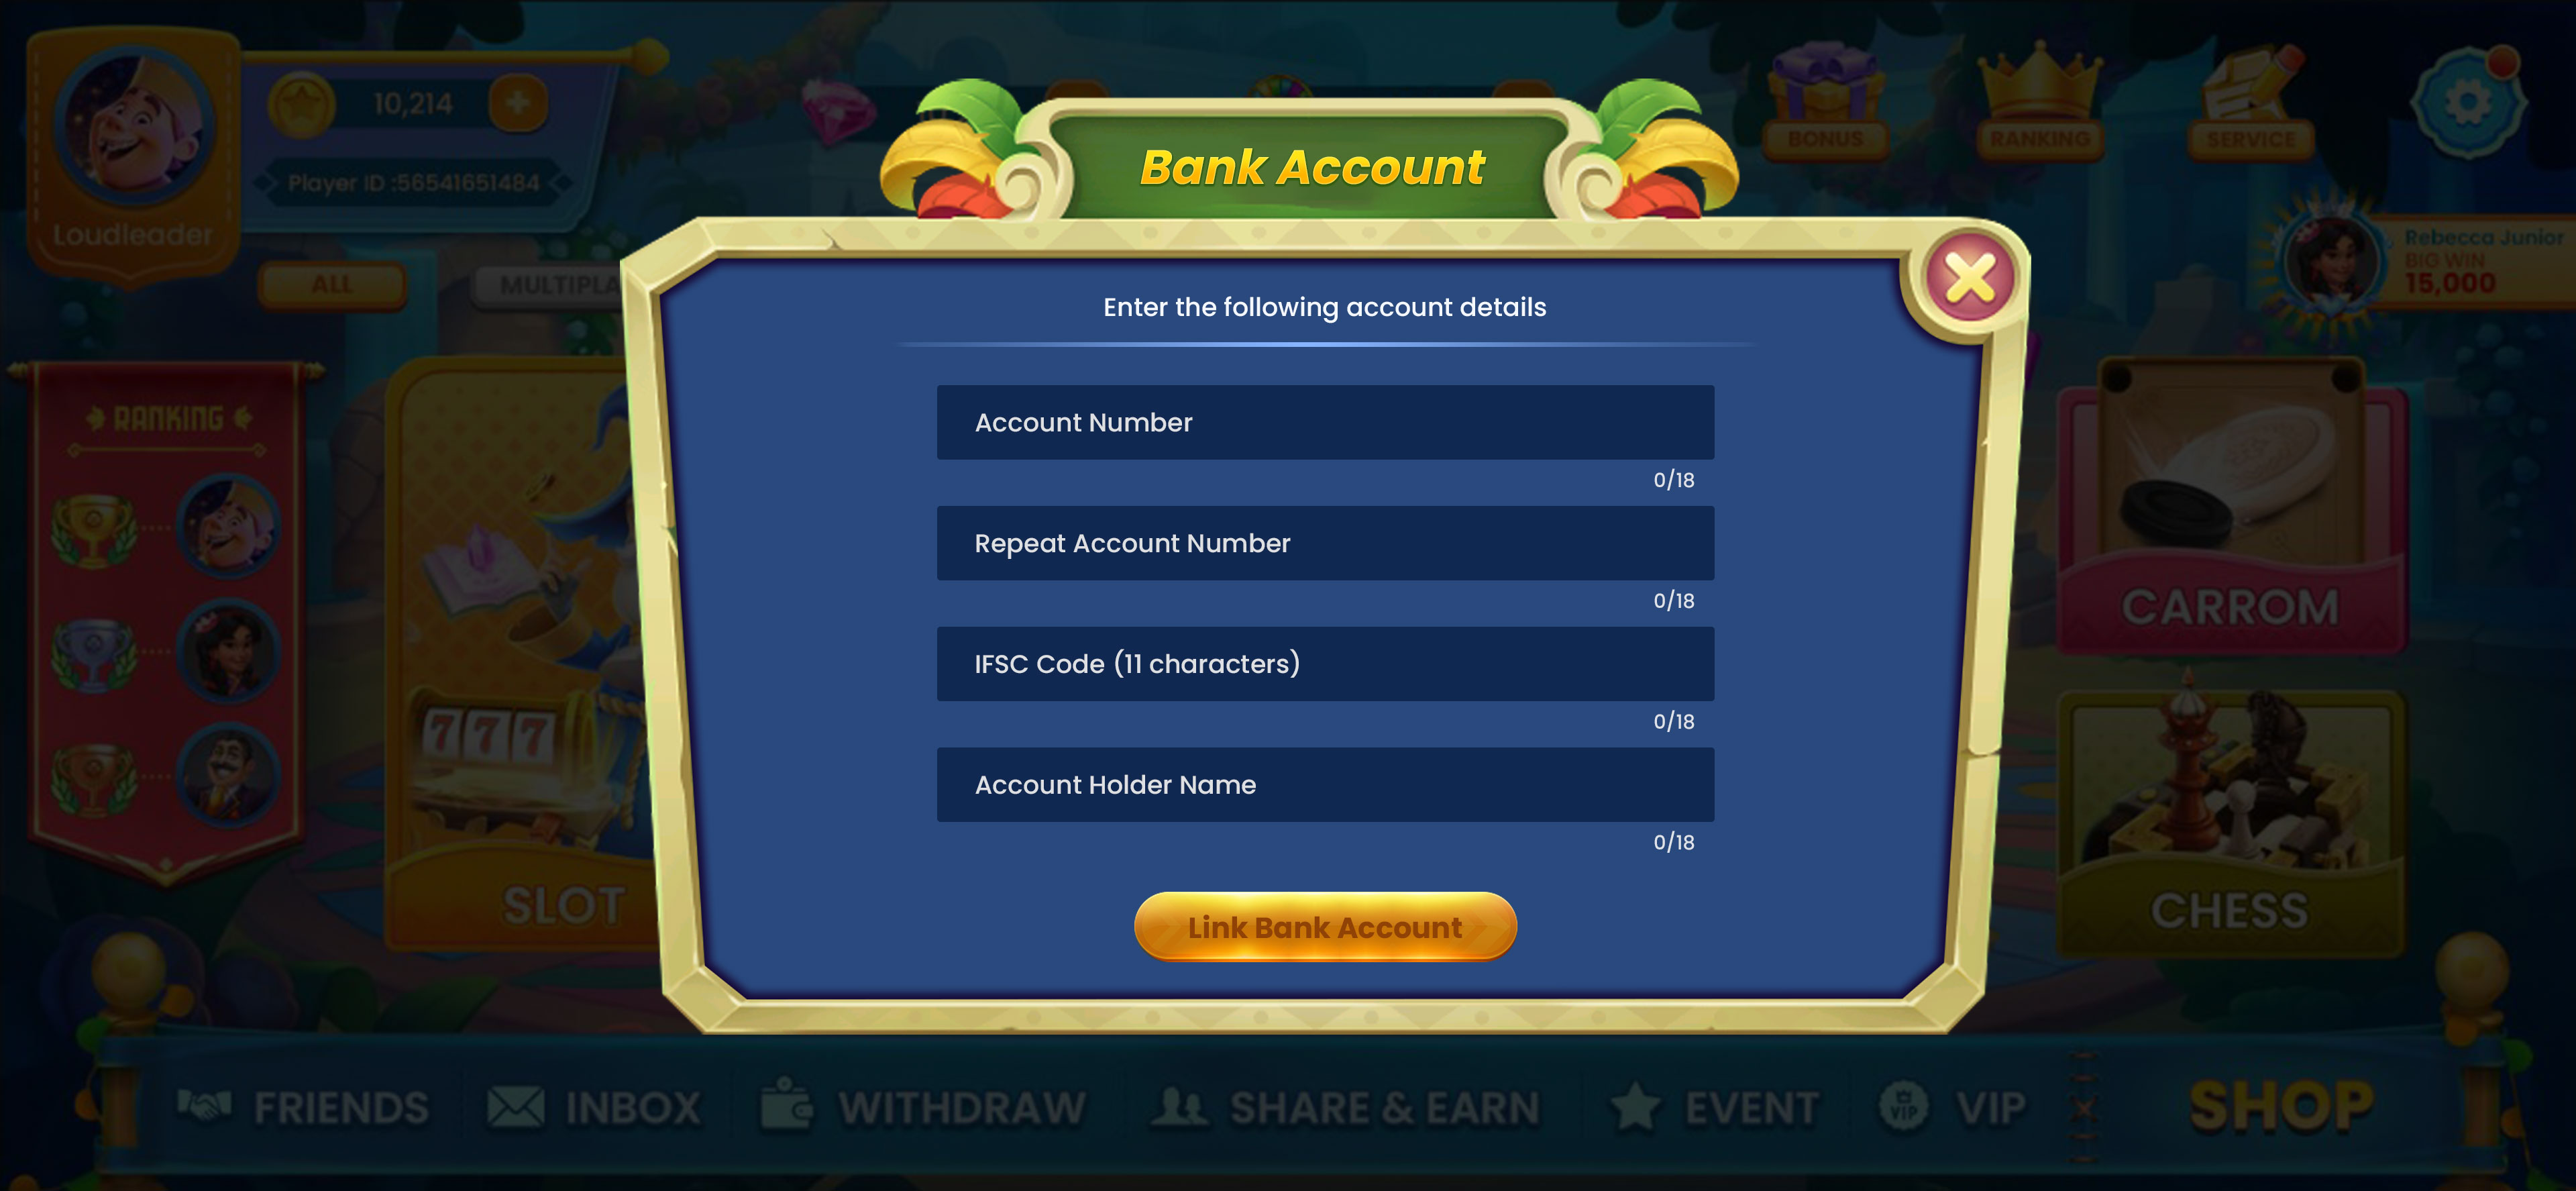 10,214
Player ID :56541651484
Loudleader
BONUS
RANKING
SERVICE
Bank Account
Rebecca Junior
BIG WIN
15,000
ALL
MULTIPLA
Enter the following account details
RANKING
Account Number
0/18
Repeat Account Number
0/18
IFSC Code (11 characters)
0/18
Account Holder Name
0/18
Link Bank Account
777
SLOT
CARROM
CHESS
FRIENDS
INBOX
WITHDRAW
SHARE & EARN
EVENT
VIP
VIP
SHOP